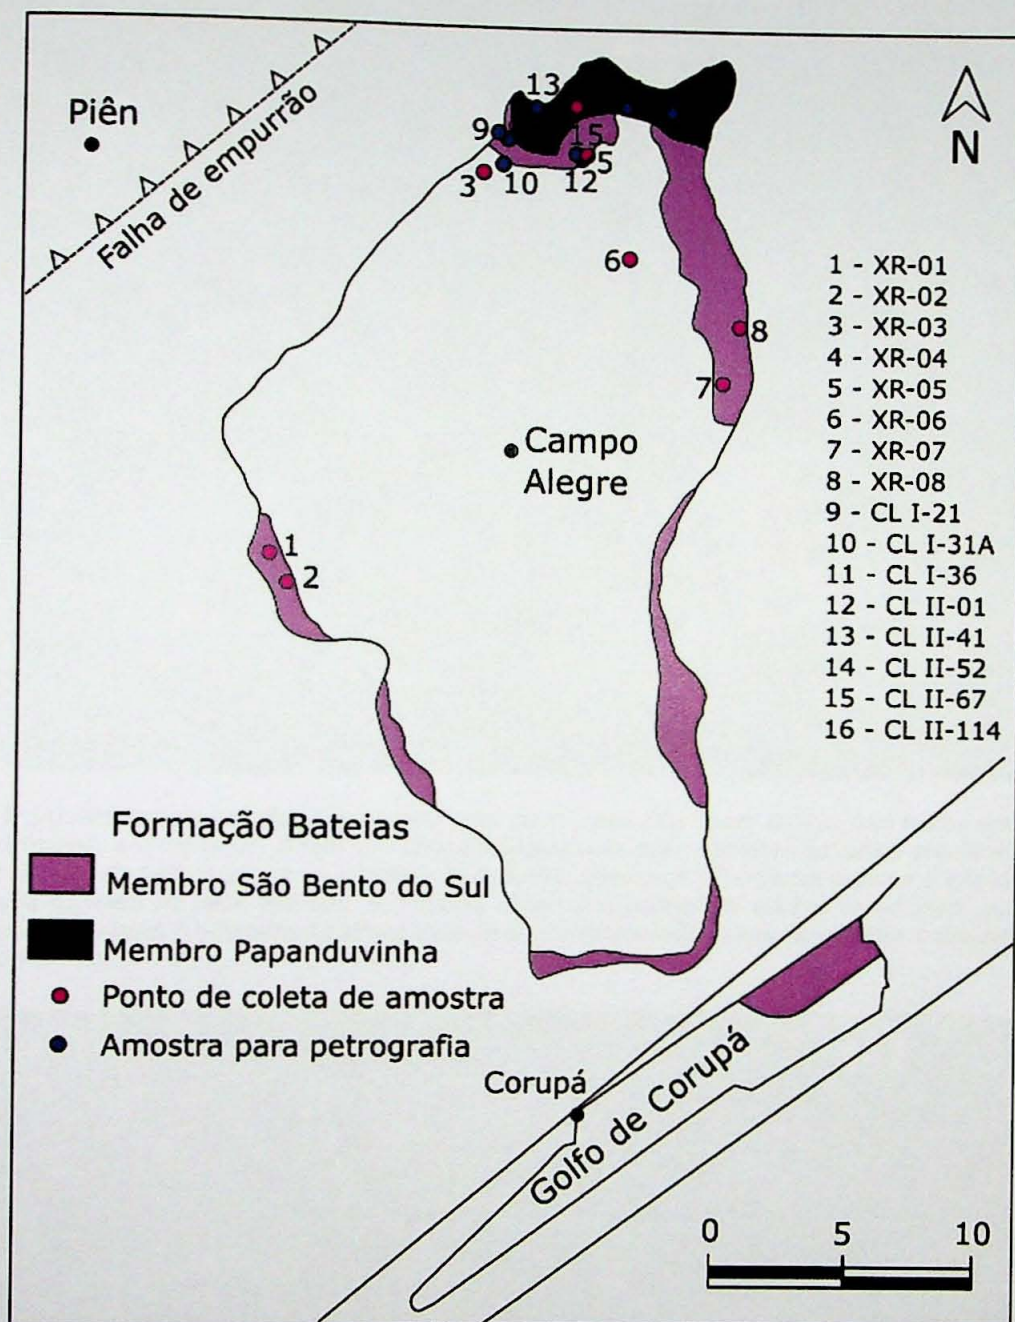 Piên
Falha de empurrão
13
9
15
3
10
12
5
N
6
8
7
Campo
Alegre
1
2
1 - XR-01
2 - XR-02
3 - XR-03
4 - XR-04
5 - XR-05
6 - XR-06
7 - XR-07
8 - XR-08
9 - CL I-21
10 - CL I-31A
11 - CL I-36
12 - CL II-01
13 - CL II-41
14 - CL II-52
15 - CL II-67
16 - CL II-114
Formação Bateias
Membro São Bento do Sul
Membro Papanduvinha
Ponto de coleta de amostra
Amostra para petrografia
Corupá
Golfo de Corupá
0 5 10